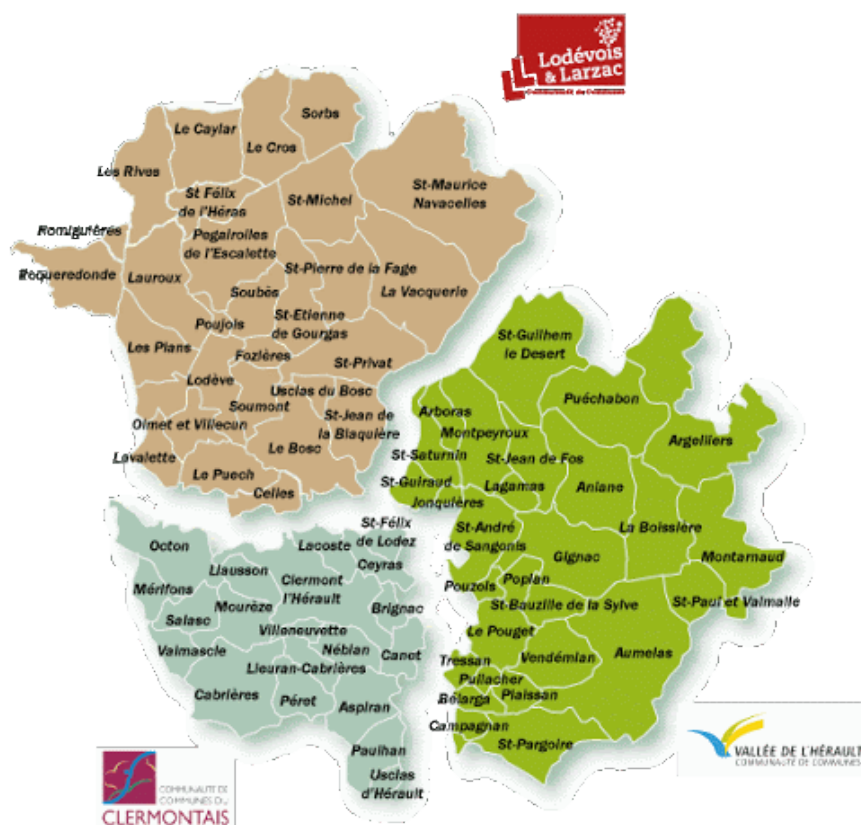 Lodévois
& Larzac
Communauté de Communes
Sorbs
Le Caylar
Le Cros
Les Rives
St-Maurice
Navacelles
St Félix
de l'Héras
St-Michel
Romiguières
Pegairolles
de l'Escalette
Roqueredonde
Lauroux
St-Pierre de la Fage
La Vacquerie
Soubès
St-Etienne
de Gourgas
Poujols
Les Plans
Fozières
St-Privat
Lodève
Usclas du Bosc
Soumont
St-Jean de
la Blaquière
Olmet et Villecun
Le Bosc
Lavalette
Le Puech
Celles
St-Guilhem
le Desert
Puéchabon
Arboras
Montpeyroux
Argelliers
St-Saturnin
St-Jean de Fos
St-Guiraud
Lagamas
Aniane
Jonquières
St-André
de Sangonis
La Boissière
Gignac
Montarnaud
Pouzols
Poplan
St-Bauzille de la Sylve
St-Paul et Valmalle
Le Pouget
Tressan
Vendémian
Aumelas
Puilacher
Bélarga
Plaissan
Campagnan
St-Pargoire
St-Félix
de Lodez
Octon
Lacoste
Ceyras
Liausson
Clermont
l'Hérault
Mérifons
Mourèze
Brignac
Salasc
Villeneuvette
Valmascle
Nébian
Canet
Lieuran-Cabrières
Cabrières
Péret
Aspiran
Paulhan
Usclas
d'Hérault
COMMUNAUTÉ DE
COMMUNES DU
CLERMONTAIS
VALLÉE DE L'HÉRAULT
COMMUNAUTÉ DE COMMUNES